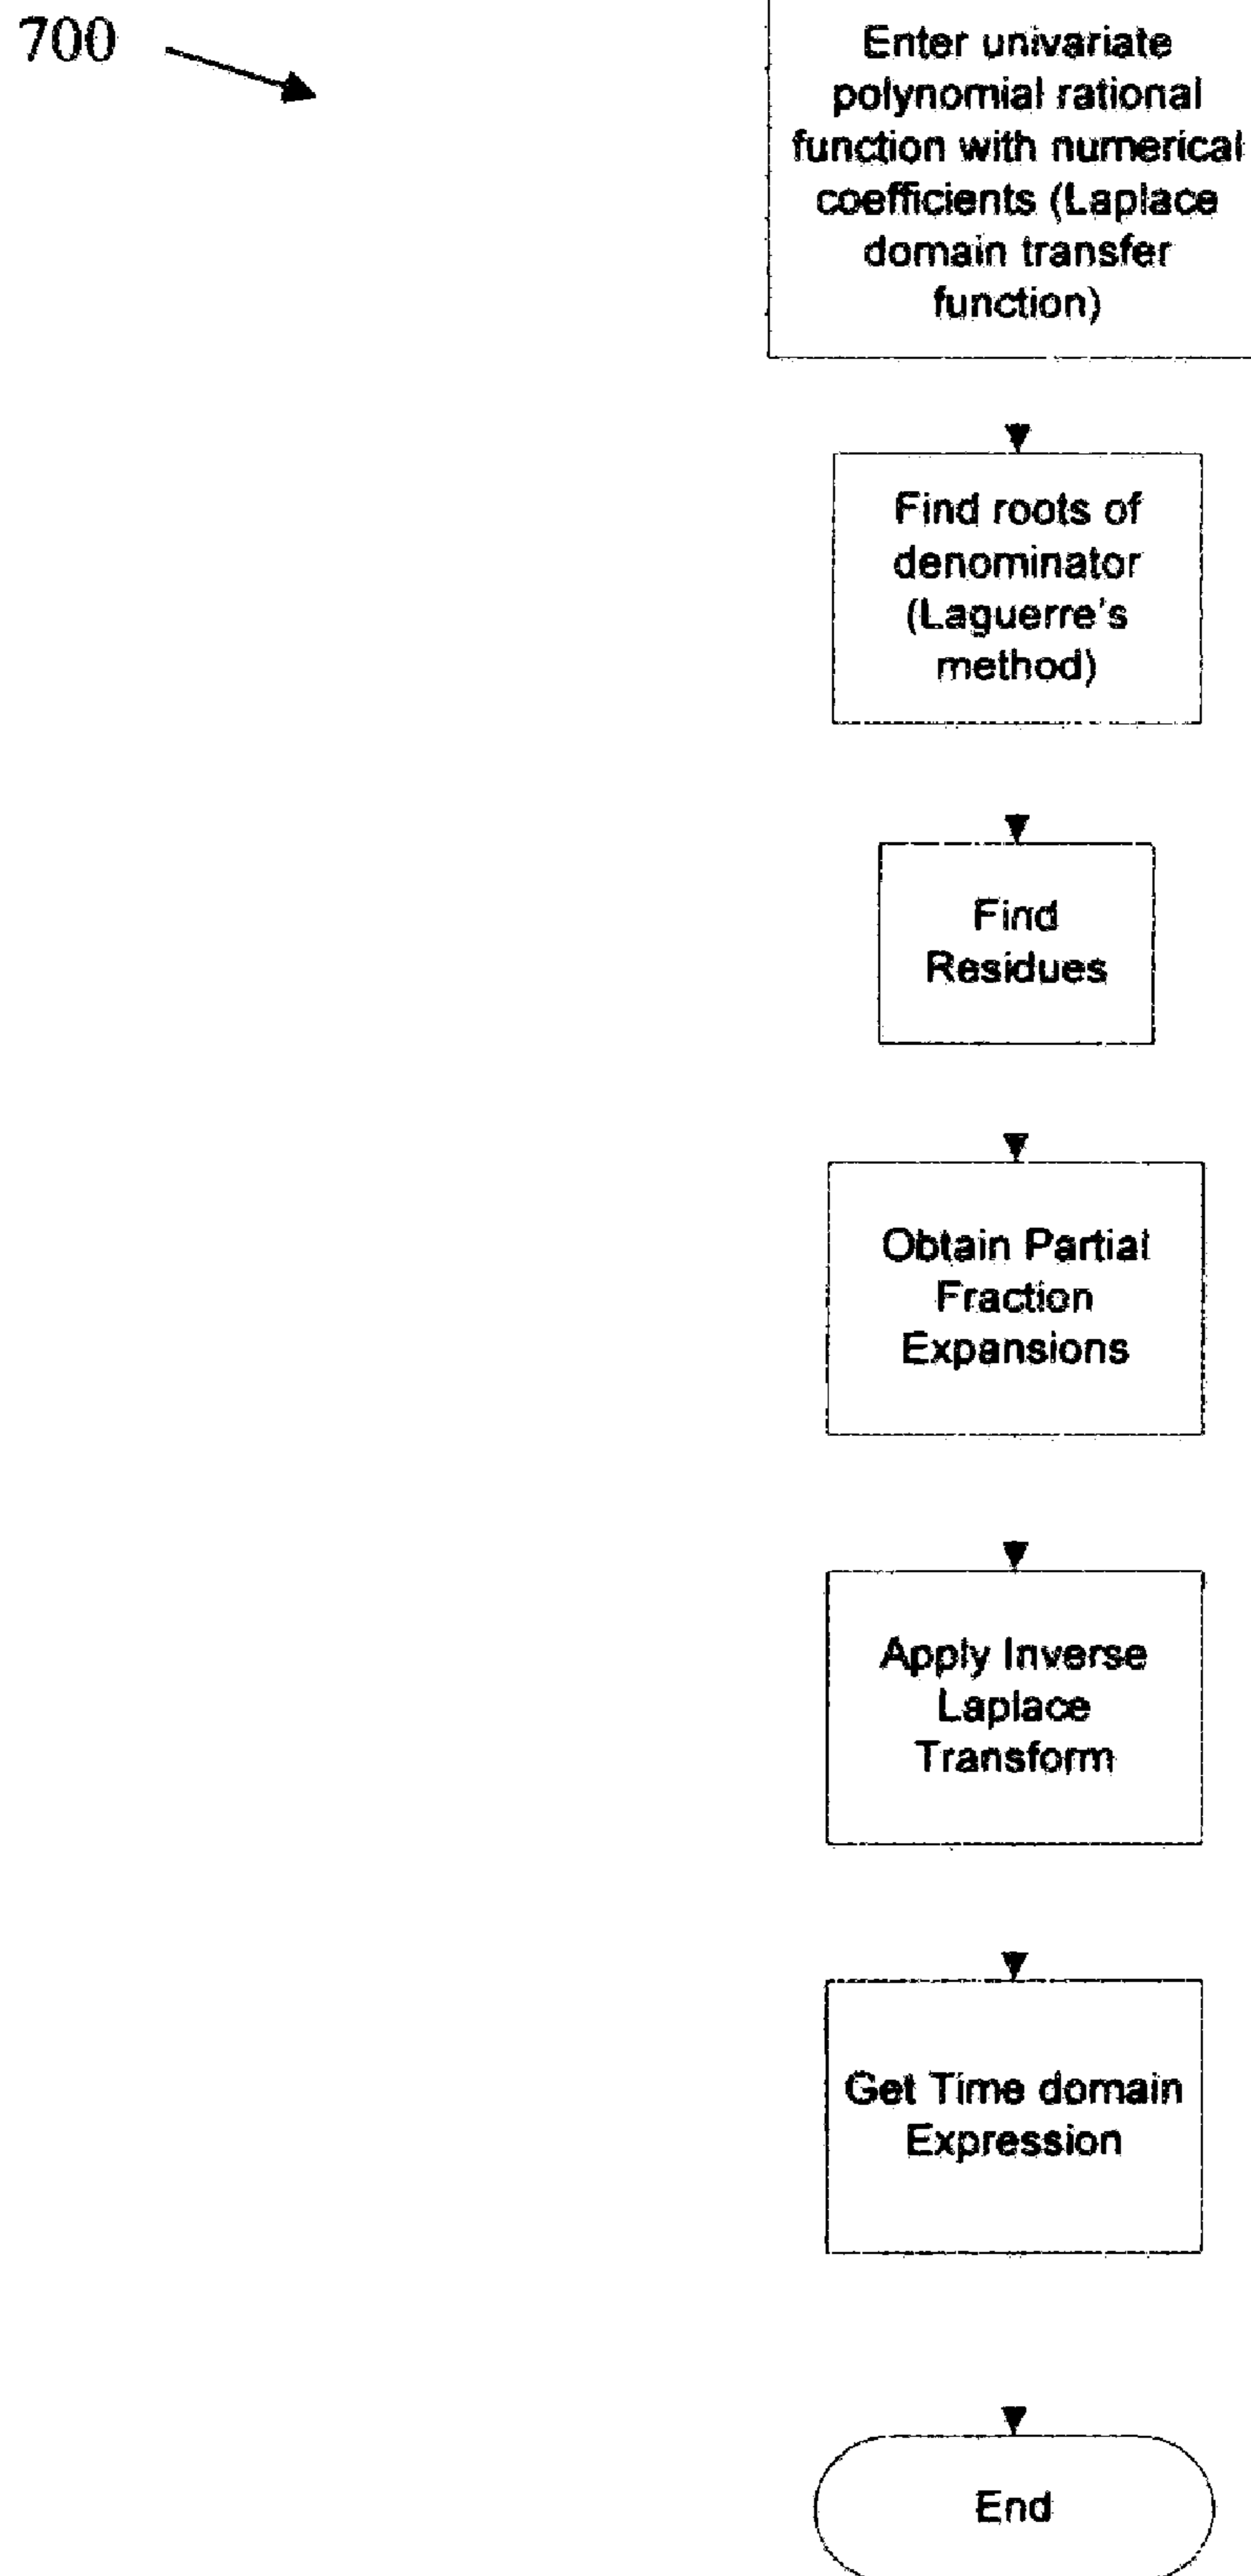 700
Enter univariate
polynomial rational
function with numerical
coefficients (Laplace
domain transfer
function)
Find roots of
denominator
(Laguerre's
method)
Find
Residues
Obtain Partial
Fraction
Expansions
Apply Inverse
Laplace
Transform
Get Time domain
Expression
End